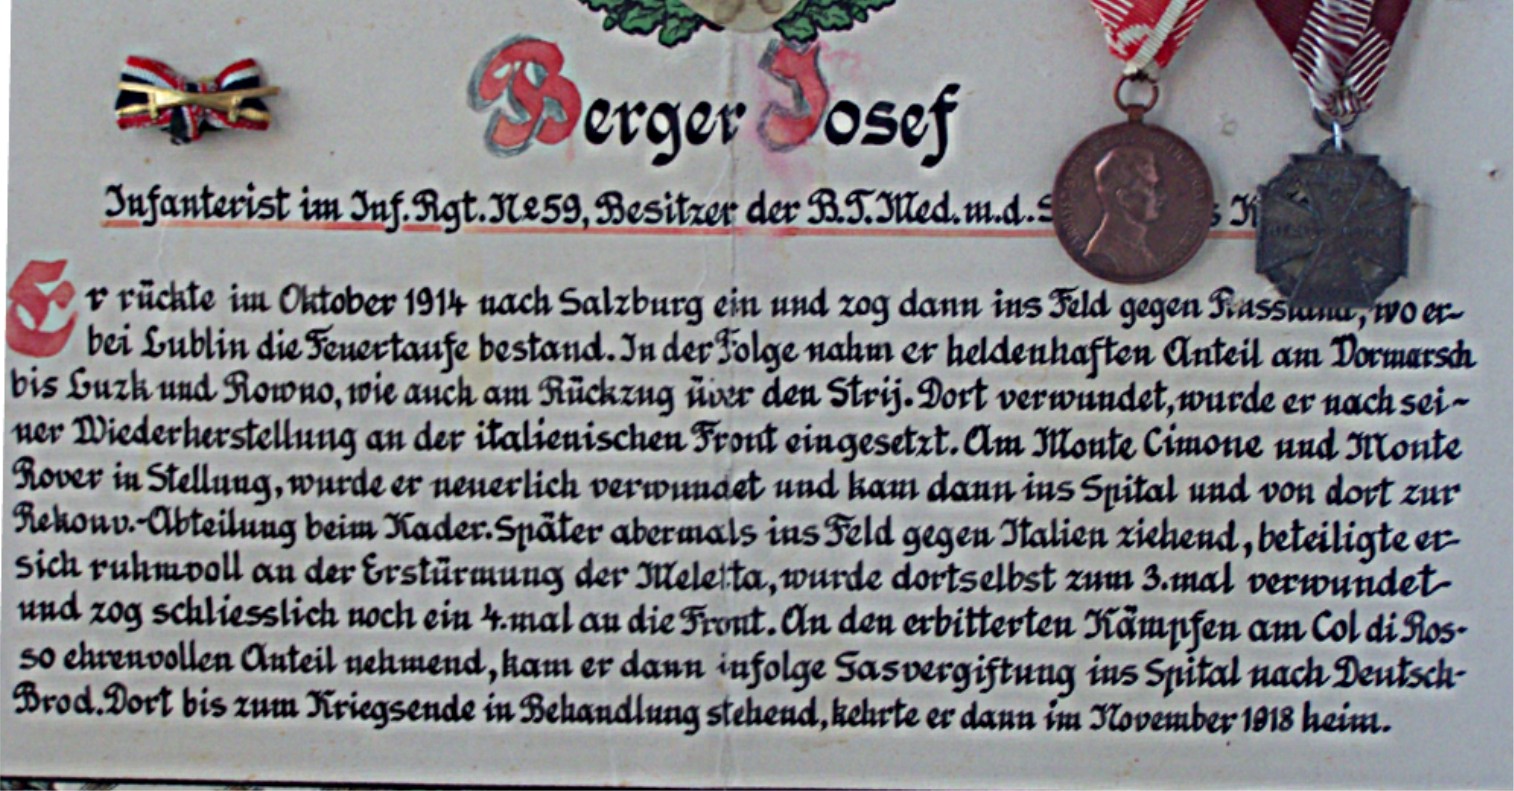 Berger Josef
Infanterist im Inf. Rgt. No 59, Besitzer der B.T.Med.m.d.S
Er rückte im Oktober 1914 nach Salzburg ein und zog dann ins Feld gegen Russland, wo er-
bei Lublin die Feuertaufe bestand. In der Folge nahm er heldenhaften Anteil am Vormarsch
bis Luzk und Rowno, wie auch am Rückzug über den Strij. Dort verwundet, wurde er nach sei-
ner Wiederherstellung an der italienischen Front eingesetzt. Am Monte Cimone und Monte
Rover in Stellung, wurde er neuerlich verwundet und kam dann ins Spital und von dort zur
Rekonv.-Abteilung beim Kader. Später abermals ins Feld gegen Italien ziehend, beteiligte er-
sich ruhmvoll an der Erstürmung der Meletta, wurde dortselbst zum 3.mal verwundet-
und zog schliesslich noch ein 4.mal an die Front. An den erbitterten Kämpfen am Col di Ros-
so ehrenvollen Anteil nehmend, kam er dann infolge Gasvergiftung ins Spital nach Deutsch-
Brod. Dort bis zum Kriegsende in Behandlung stehend, kehrte er dann im November 1918 heim.